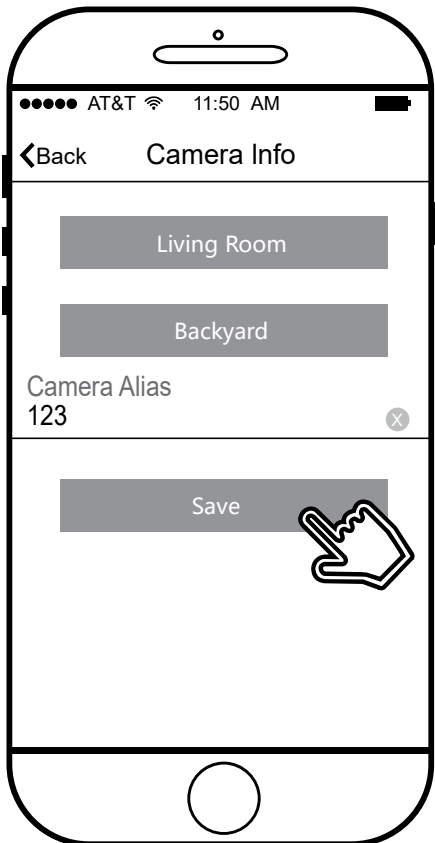 AT&T 11:50 AM
Back Camera Info
Living Room
Backyard
Camera Alias
123
X
Save